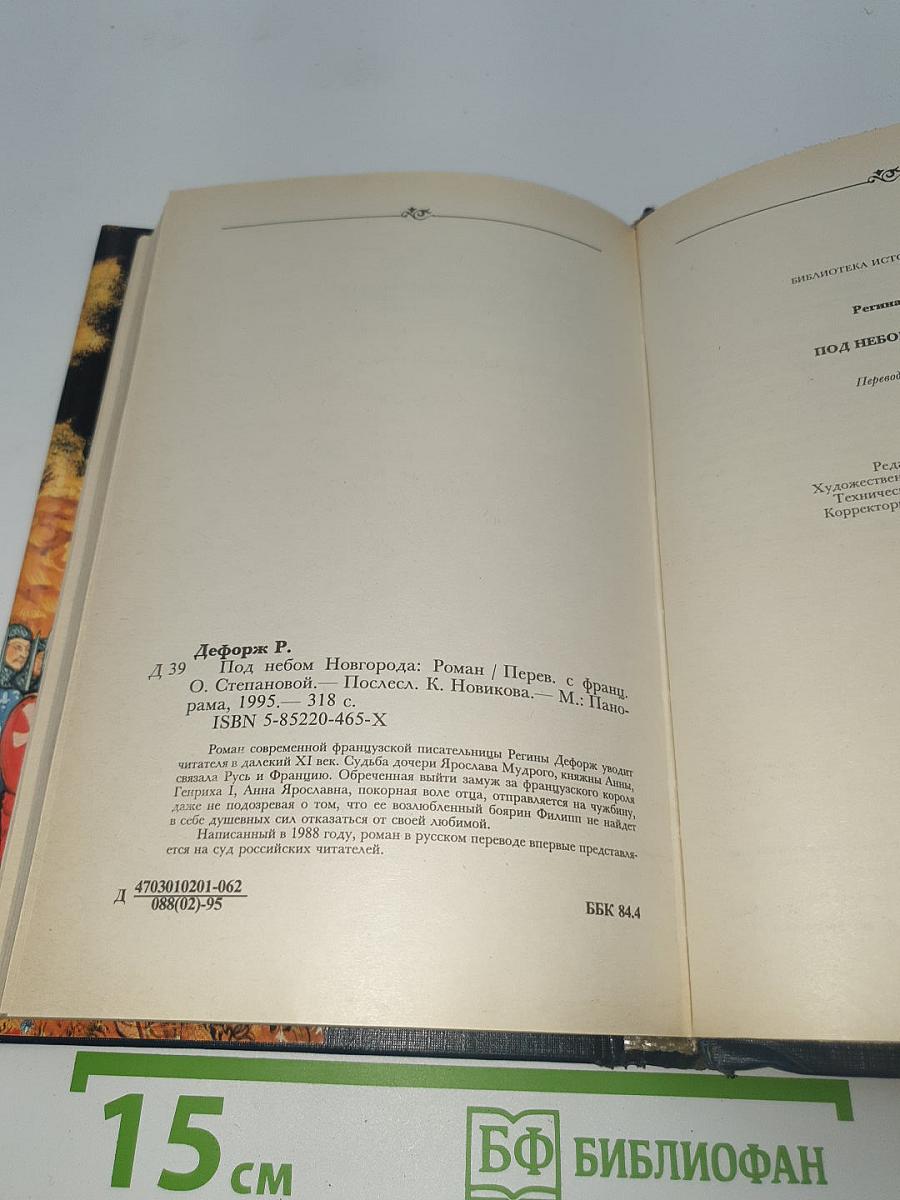 Дефорж Р.
Д 39 Под небом Новгорода: Роман / Перев. с франц.
О. Степановой.— Послесл. К. Новикова.— М.: Пано-
рама, 1995.— 318 с.
ISBN 5-85220-465-X
Роман современной французской писательницы Регины Дефорж уводит
читателя в далекий XI век. Судьба дочери Ярослава Мудрого, княжны Анны,
связала Русь и Францию. Обреченная выйти замуж за французского короля
Генриха I, Анна Ярославна, покорная воле отца, отправляется на чужбину,
даже не подозревая о том, что ее возлюбленный боярин Филипп не найдет
в себе душевных сил отказаться от своей любимой.
Написанный в 1988 году, роман в русском переводе впервые представля-
ется на суд российских читателей.
Д 4703010201-062
088(02)-95
ББК 84.4
БИБЛИОТЕКА ИСТО
Регина
ПОД НЕБОМ
Перевод
Реда
Художествен
Техничес
Корректоры
15 см
БФ БИБЛИОФАН